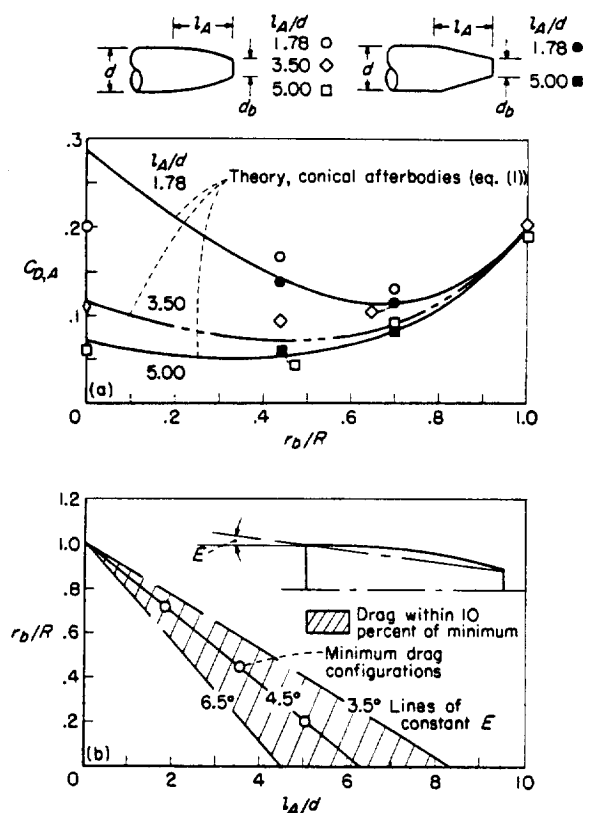 l_A
l_A/d
1.78 ○
3.50 ◇
5.00 □
d
d_b
l_A
l_A/d
1.78 ●
5.00 ■
d
d_b
.3
.2
.1
0
C_D,A
l_A/d
1.78
3.50
5.00
Theory, conical afterbodies (eq. (1))
(a)
.2 .4 .6 .8 1.0
r_b/R
1.2
1.0
.8
.6
.4
.2
r_b/R
E
Drag within 10
percent of minimum
Minimum drag
configurations
6.5° 4.5° 3.5° Lines of
constant E
(b)
0 2 4 6 8 10
l_A/d